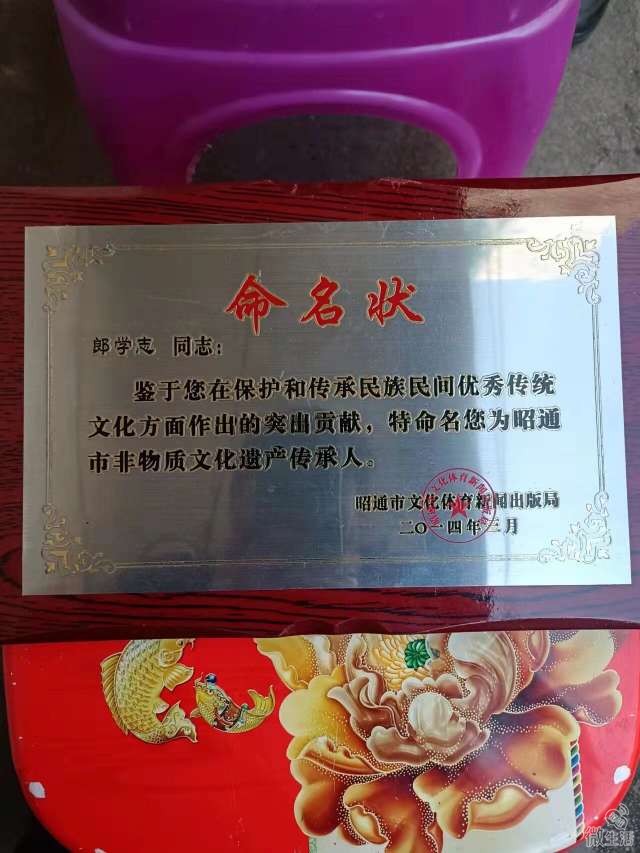 命名状
郎学志 同志：
鉴于您在保护和传承民族民间优秀传统
文化方面作出的突出贡献，特命名您为昭通
市非物质文化遗产传承人。
昭通市文化体育新闻出版局
二〇一四年三月
微生活